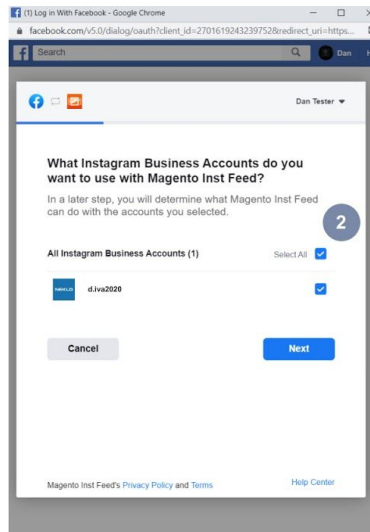 (1) Log in With Facebook - Google Chrome
facebook.com/v5.0/dialog/oauth?client_id=2701619243239752&redirect_uri=https...
Search
Dan
Dan Tester
What Instagram Business Accounts do you
want to use with Magento Inst Feed?
In a later step, you will determine what Magento Inst Feed
can do with the accounts you selected.
2
All Instagram Business Accounts (1) Select All
NEKLO d.iva2020
Cancel Next
Magento Inst Feed's Privacy Policy and Terms Help Center